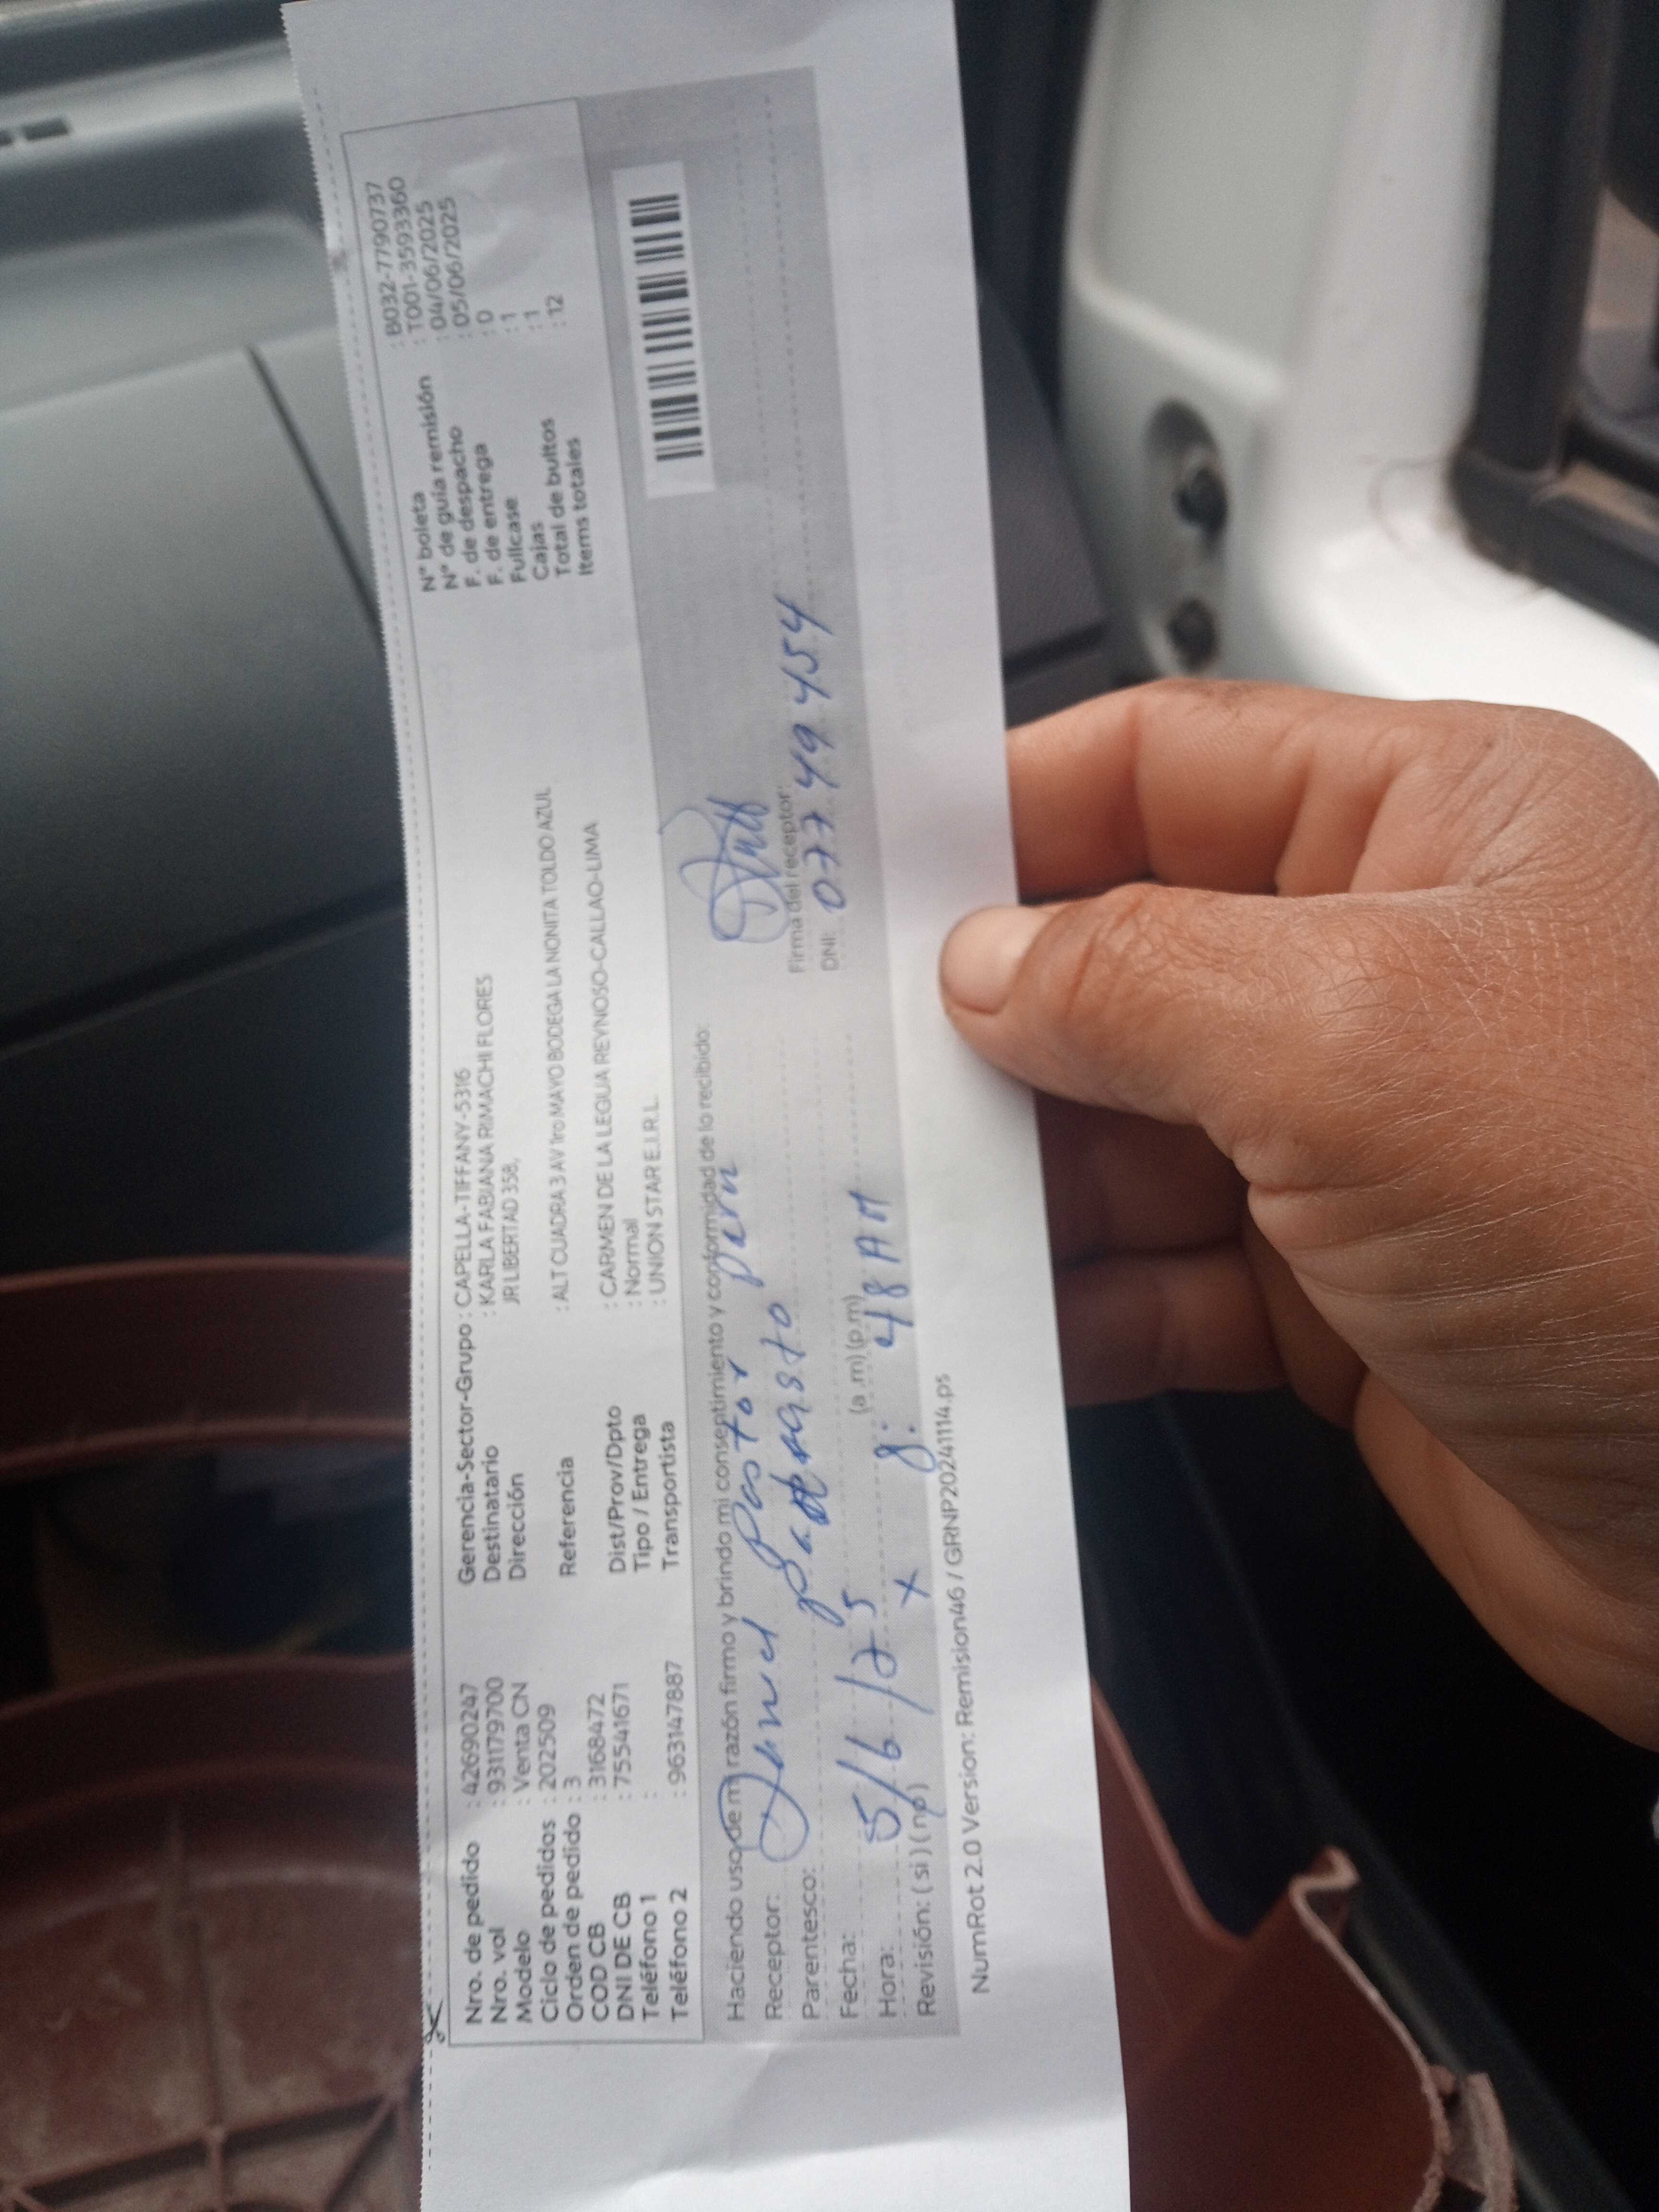 Nro. de pedido : 42690247
Nro. vol : 931179700
Modelo : Venta CN
Ciclo de pedidos : 202509
Orden de pedido : 3
COD CB : 3168472
DNI DE CB : 75541671
Teléfono 1 :
Teléfono 2 : 963147887
Gerencia-Sector-Grupo : CAPELLA-TIFFANY-5316
Destinatario : KARLA FABIANA RIMACHI FLORES
Dirección JR LIBERTAD 358,
Referencia : ALT CUADRA 3 AV 1ro MAYO BODEGA LA NONITA TOLDO AZUL
Dist/Prov/Dpto : CARMEN DE LA LEGUA REYNOSO-CALLAO-LIMA
Tipo / Entrega : Normal
Transportista : UNION STAR E.I.R.L.
N° boleta : B032-7790737
N° de guía remisión : T001-3593360
F. de despacho : 04/06/2025
F. de entrega : 05/06/2025
Fullcase : 0
Cajas : 1
Total de bultos : 1
Items totales : 12
Haciendo uso de mi razón firmo y brindo mi conseptimiento y conformidad de lo recibido:
Receptor: Pastor
Parentesco:
Fecha: 5/6/25
Hora: 8:48 AM (a.m) (p.m)
Revisión: ( si ) ( no ) x
Firma del receptor:
DNI: 07749454
NumRot 2.0 Version: Remision46 / GRNP20241114.ps